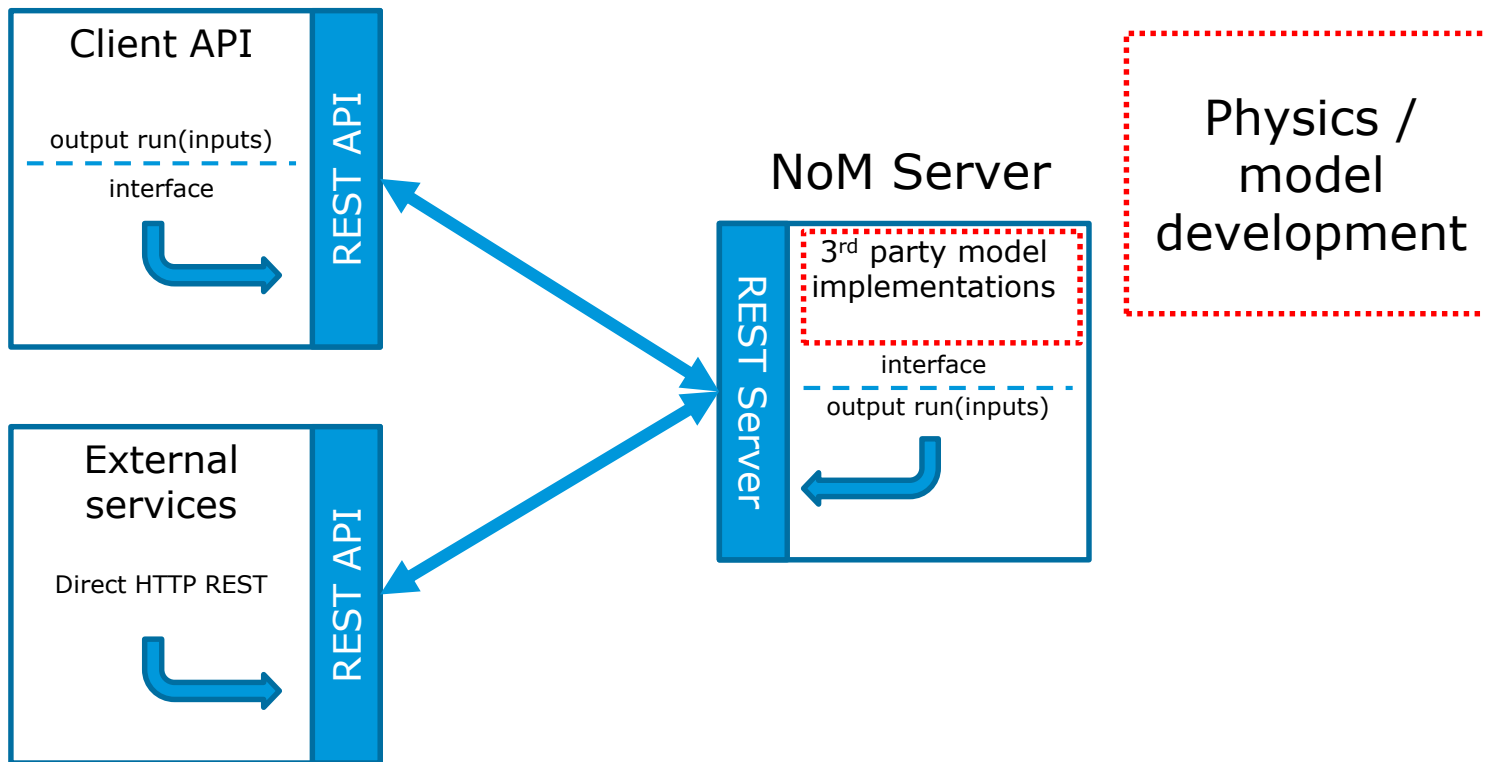 Client API
output run(inputs)
interface
REST API
External
services
Direct HTTP REST
REST API
NoM Server
REST Server
3rd party model
implementations
interface
output run(inputs)
Physics /
model
development